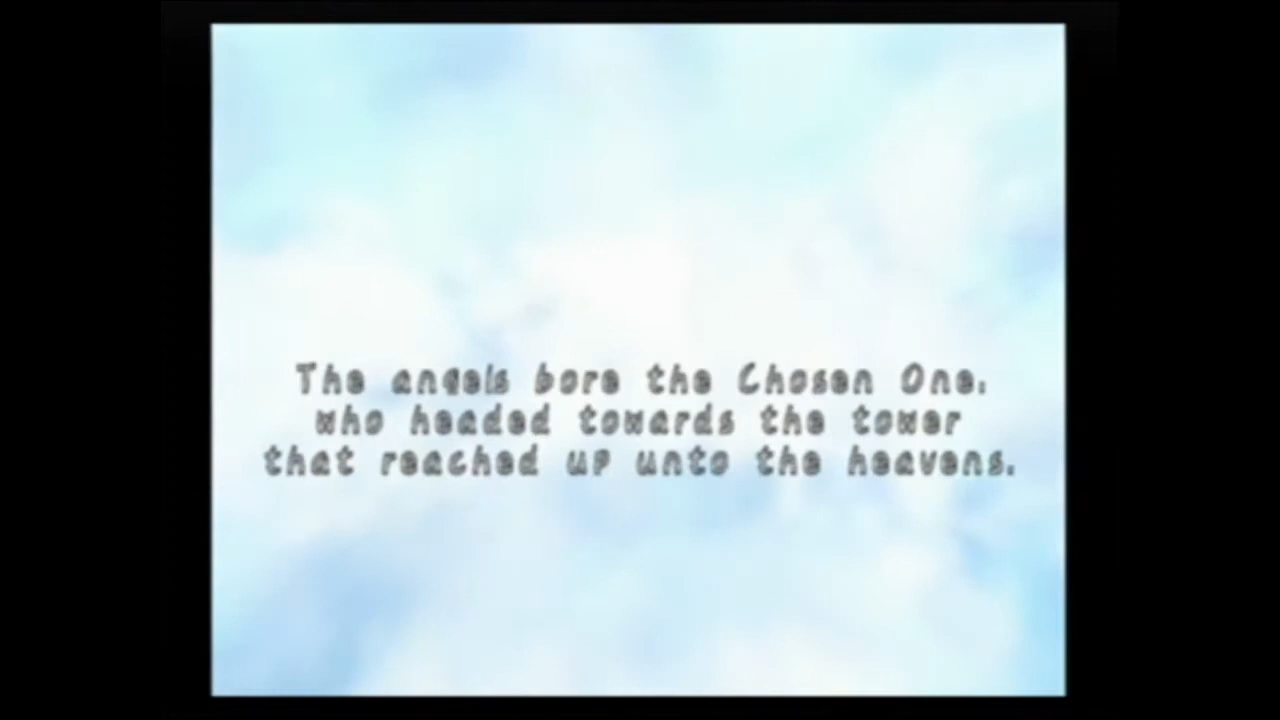 The angels bore the Chosen One,
who headed towards the tower
that reached up unto the heavens.